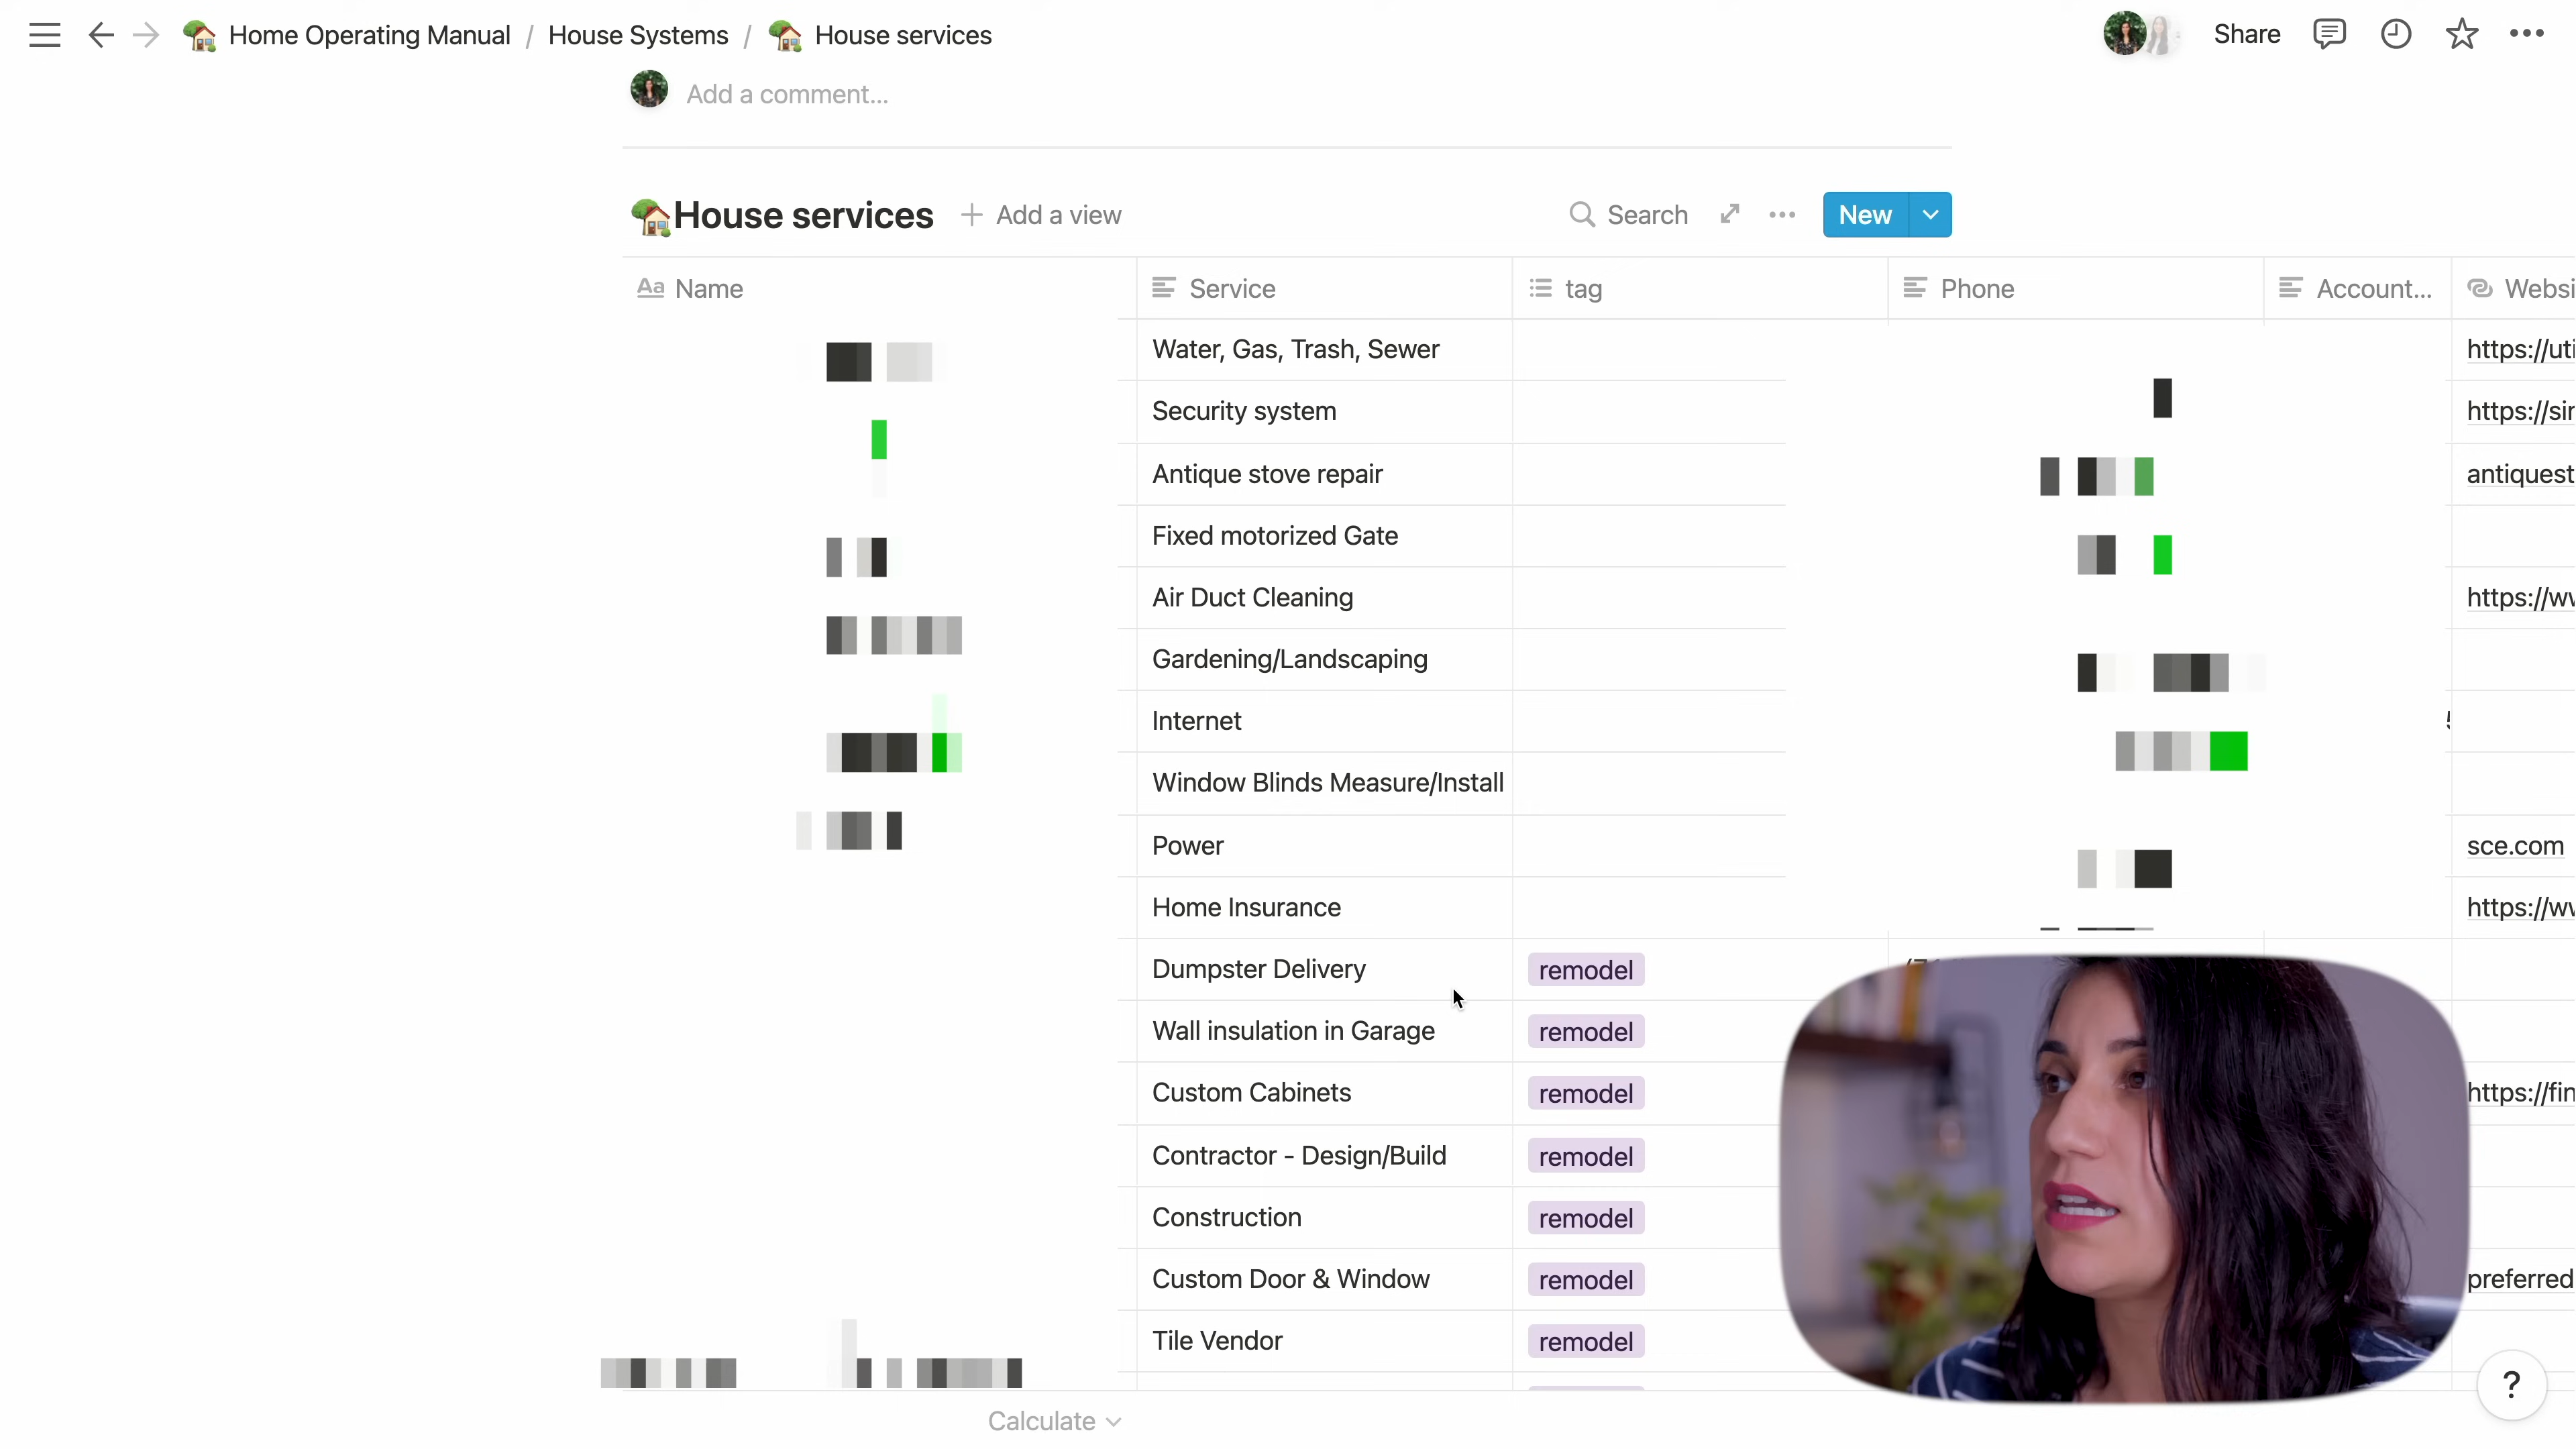 Home Operating Manual / House Systems / House services
Share
Add a comment...
House services
Add a view
Search
New
Aa Name
Service
tag
Phone
Account...
Websi
Water, Gas, Trash, Sewer
https://uti
Security system
https://sir
Antique stove repair
antiquest
Fixed motorized Gate
Air Duct Cleaning
https://ww
Gardening/Landscaping
Internet
Window Blinds Measure/Install
Power
sce.com
Home Insurance
https://ww
Dumpster Delivery
remodel
Wall insulation in Garage
remodel
Custom Cabinets
remodel
https://fin
Contractor - Design/Build
remodel
Construction
remodel
Custom Door & Window
remodel
preferred
Tile Vendor
remodel
Calculate
?